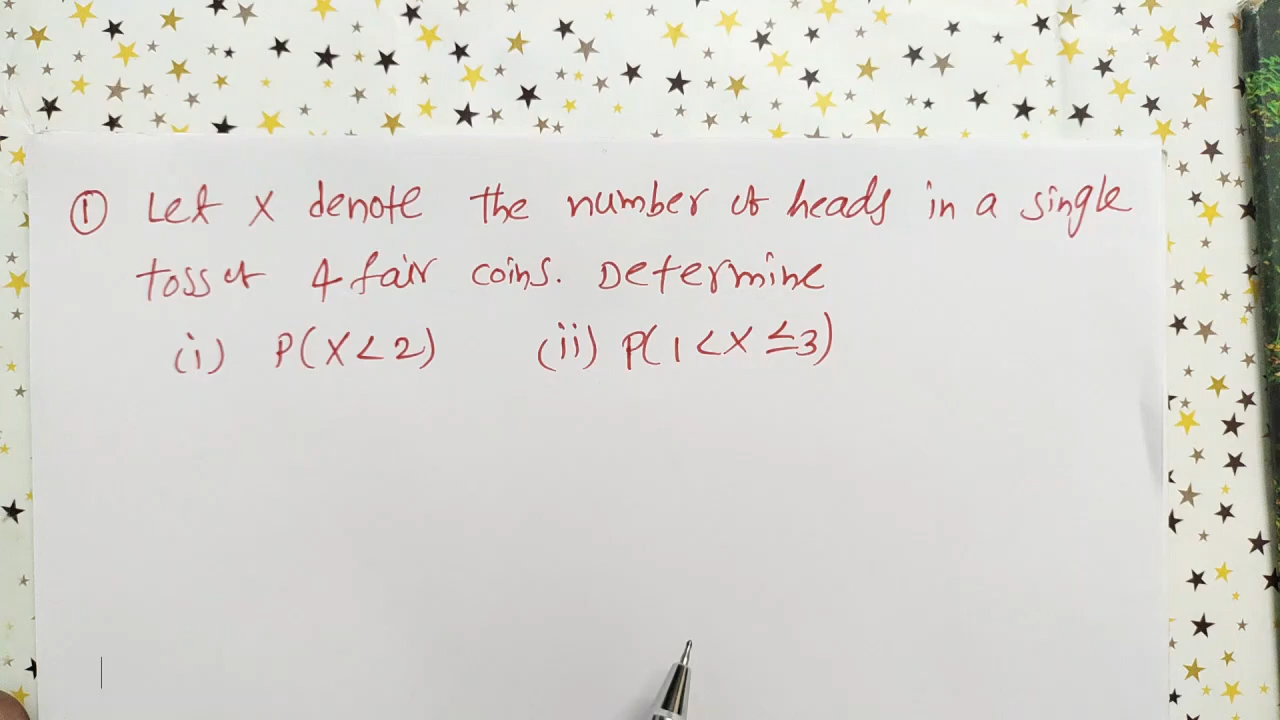 ① Let X denote the number of heads in a single
toss of 4 fair coins. Determine
(i) P(X<2) (ii) P(1<X≤3)